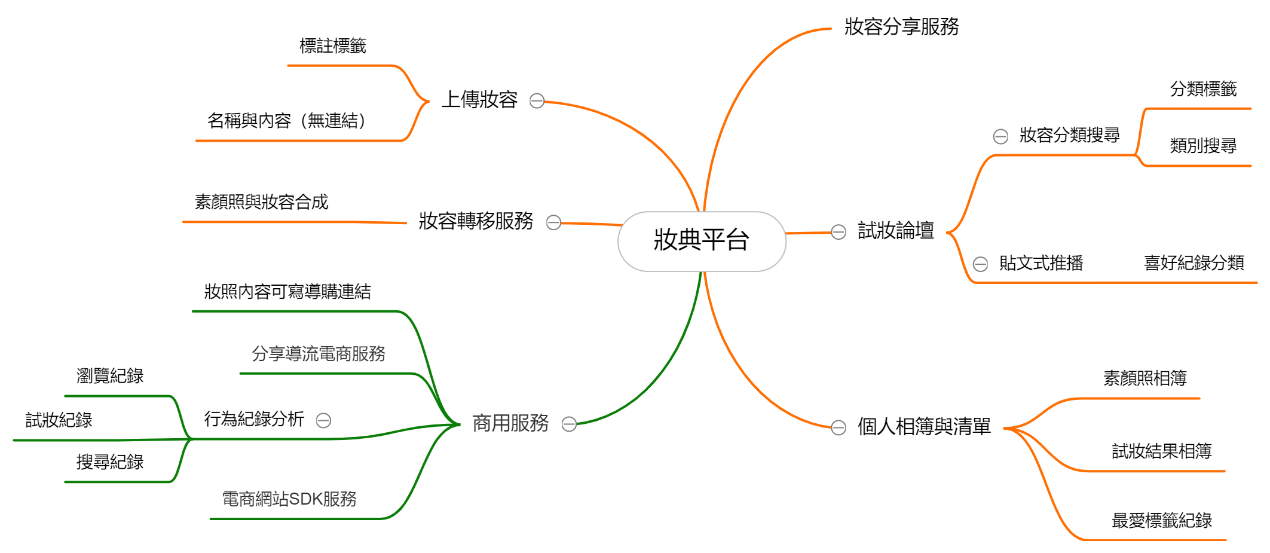 妝典平台
妝容分享服務
試妝論壇
妝容分類搜尋
分類標籤
類別搜尋
貼文式推播
喜好紀錄分類
個人相簿與清單
素顏照相簿
試妝結果相簿
最愛標籤紀錄
上傳妝容
標註標籤
名稱與內容（無連結）
妝容轉移服務
素顏照與妝容合成
商用服務
妝照內容可寫導購連結
分享導流電商服務
行為紀錄分析
瀏覽紀錄
試妝紀錄
搜尋紀錄
電商網站SDK服務